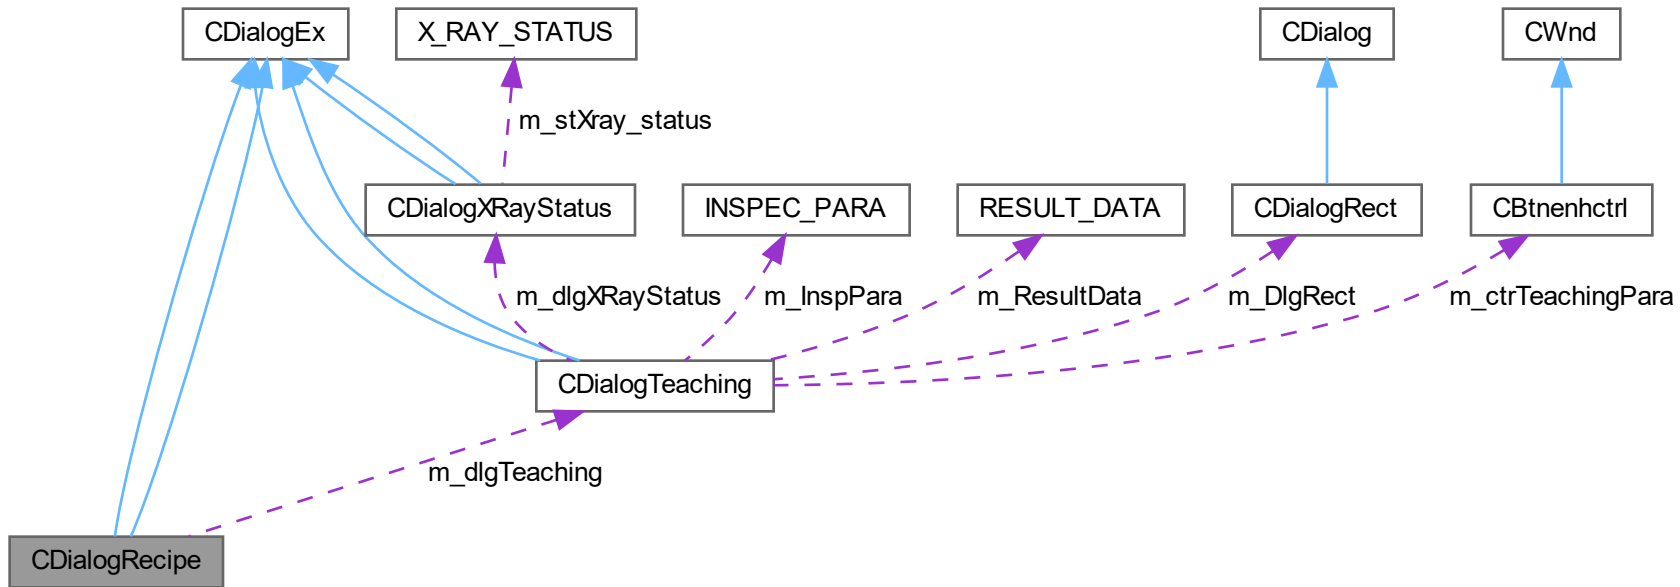 CDialogEx
X_RAY_STATUS
CDialog
CWnd
m_stXray_status
CDialogXRayStatus
INSPEC_PARA
RESULT_DATA
CDialogRect
CBtnenhctrl
m_dlgXRayStatus
m_InspPara
m_ResultData
m_DlgRect
m_ctrTeachingPara
CDialogTeaching
m_dlgTeaching
CDialogRecipe